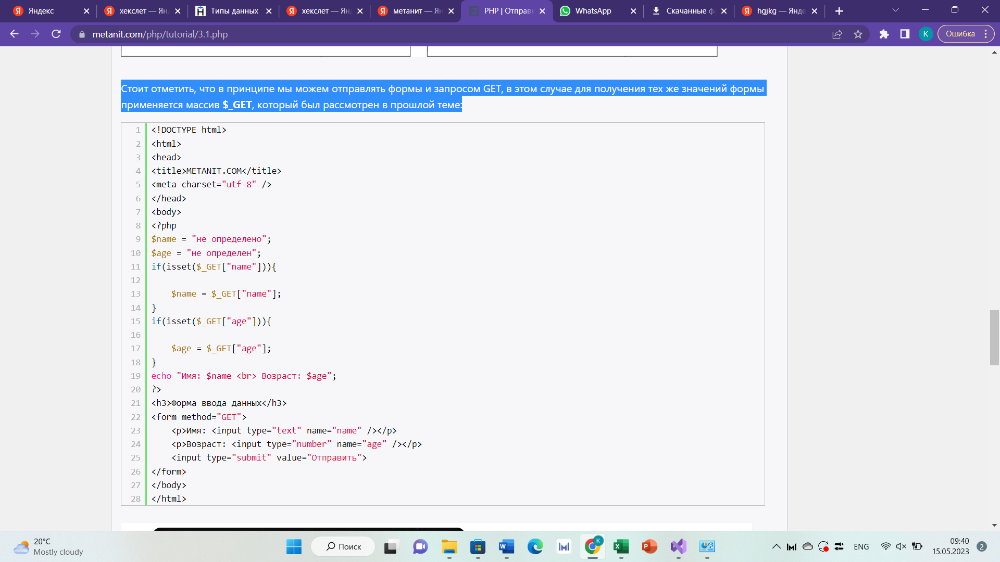 Яндекс
хекслет — Ян
Типы данных
хекслет — Ян
метанит — Ян
PHP | Отправк
WhatsApp
Скачанные ф
hgjkg — Янде
metanit.com/php/tutorial/3.1.php
K
Ошибка
Стоит отметить, что в принципе мы можем отправлять формы и запросом GET, в этом случае для получения тех же значений формы
применяется массив $_GET, который был рассмотрен в прошлой теме:
1 <!DOCTYPE html>
2 <html>
3 <head>
4 <title>METANIT.COM</title>
5 <meta charset="utf-8" />
6 </head>
7 <body>
8 <?php
9 $name = "не определено";
10 $age = "не определен";
11 if(isset($_GET["name"])){
12
13     $name = $_GET["name"];
14 }
15 if(isset($_GET["age"])){
16
17     $age = $_GET["age"];
18 }
19 echo "Имя: $name <br> Возраст: $age";
20 ?>
21 <h3>Форма ввода данных</h3>
22 <form method="GET">
23     <p>Имя: <input type="text" name="name" /></p>
24     <p>Возраст: <input type="number" name="age" /></p>
25     <input type="submit" value="Отправить">
26 </form>
27 </body>
28 </html>
20°C
Mostly cloudy
Поиск
ENG
09:40
15.05.2023
2